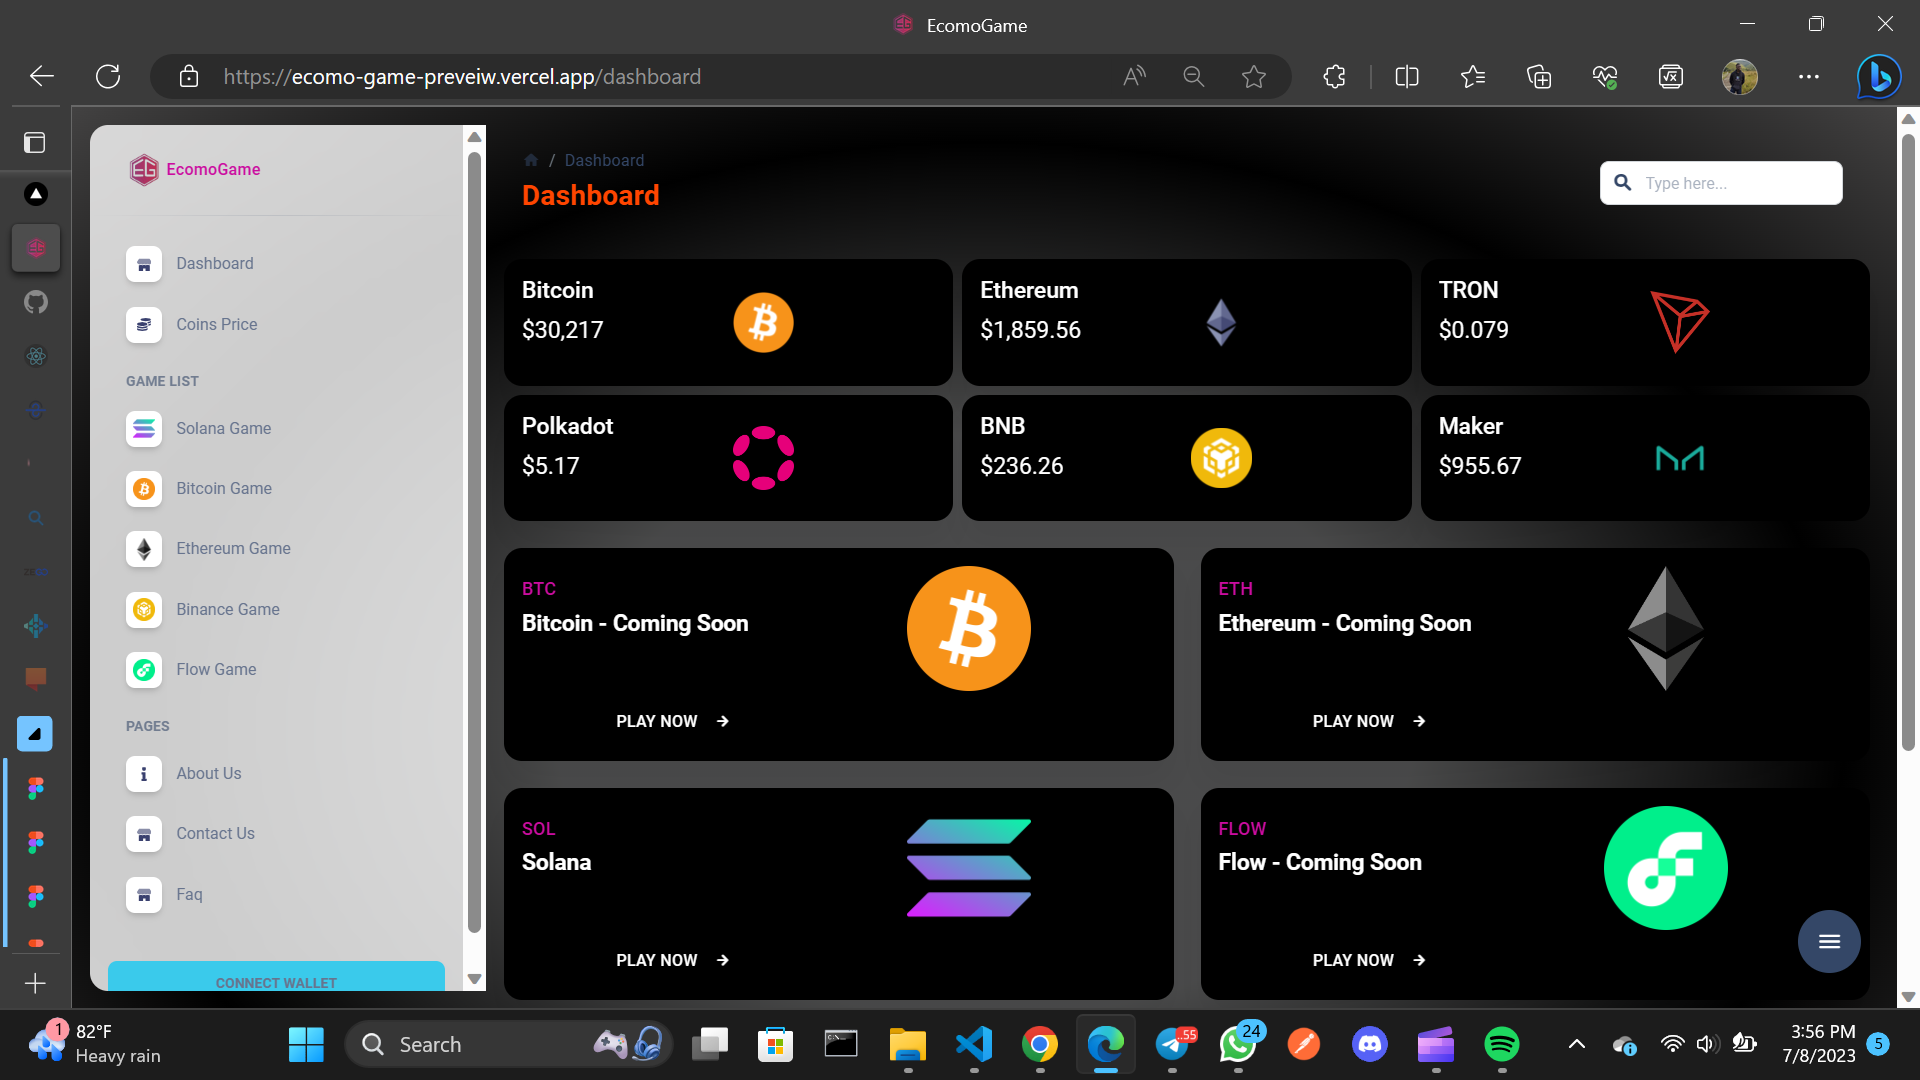 EcomoGame
https://ecomo-game-preveiw.vercel.app/dashboard
EcomoGame
Dashboard
Coins Price
GAME LIST
Solana Game
Bitcoin Game
Ethereum Game
Binance Game
Flow Game
PAGES
About Us
Contact Us
Faq
CONNECT WALLET
/ Dashboard
Dashboard
Type here...
Bitcoin
$30,217
Ethereum
$1,859.56
TRON
$0.079
Polkadot
$5.17
BNB
$236.26
Maker
$955.67
BTC
Bitcoin - Coming Soon
PLAY NOW
ETH
Ethereum - Coming Soon
PLAY NOW
SOL
Solana
PLAY NOW
FLOW
Flow - Coming Soon
PLAY NOW
1
82°F
Heavy rain
Search
..55
24
3:56 PM
7/8/2023
5